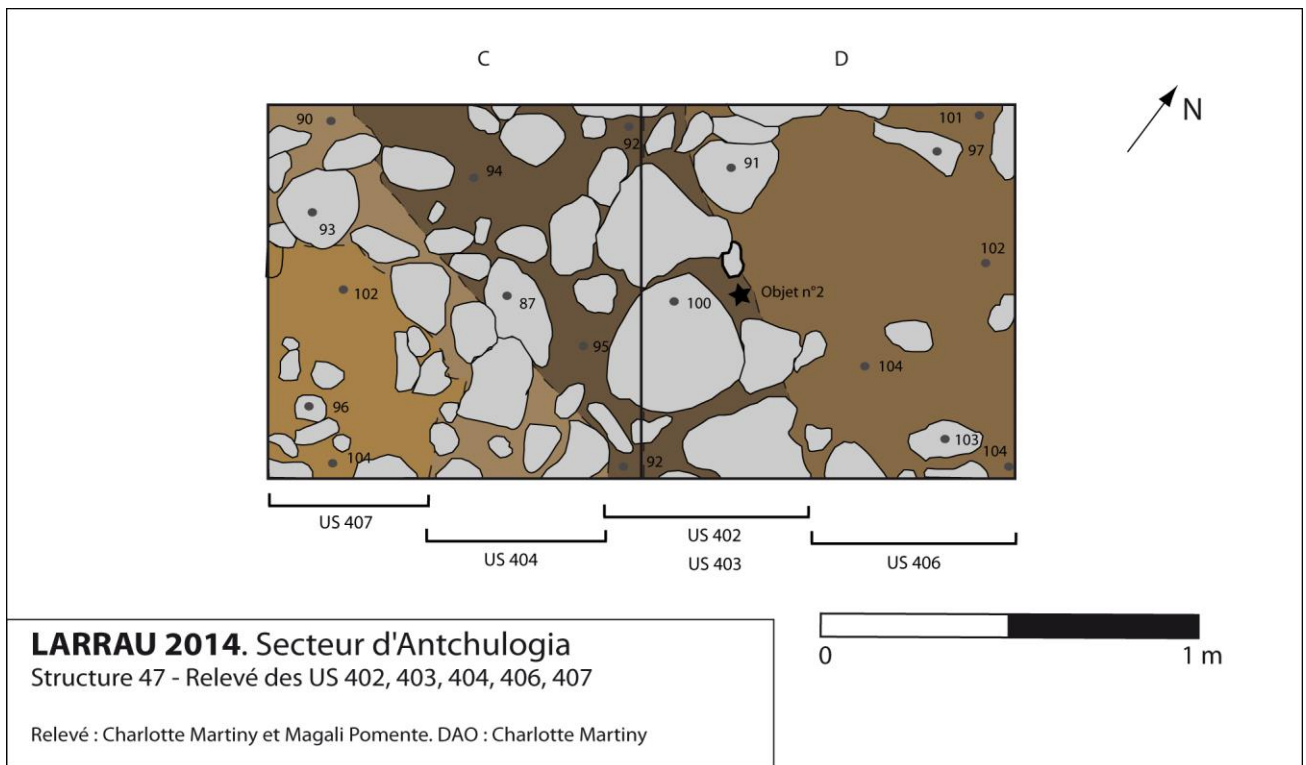 C D
N
90
92
101
97
94
91
93
102
102
87
100
Objet n°2
95
104
96
103
104
92
104
US 407
US 402
US 404
US 403
US 406
LARRAU 2014. Secteur d'Antchulogia
Structure 47 - Relevé des US 402, 403, 404, 406, 407
0 1 m
Relevé : Charlotte Martiny et Magali Pomente. DAO : Charlotte Martiny